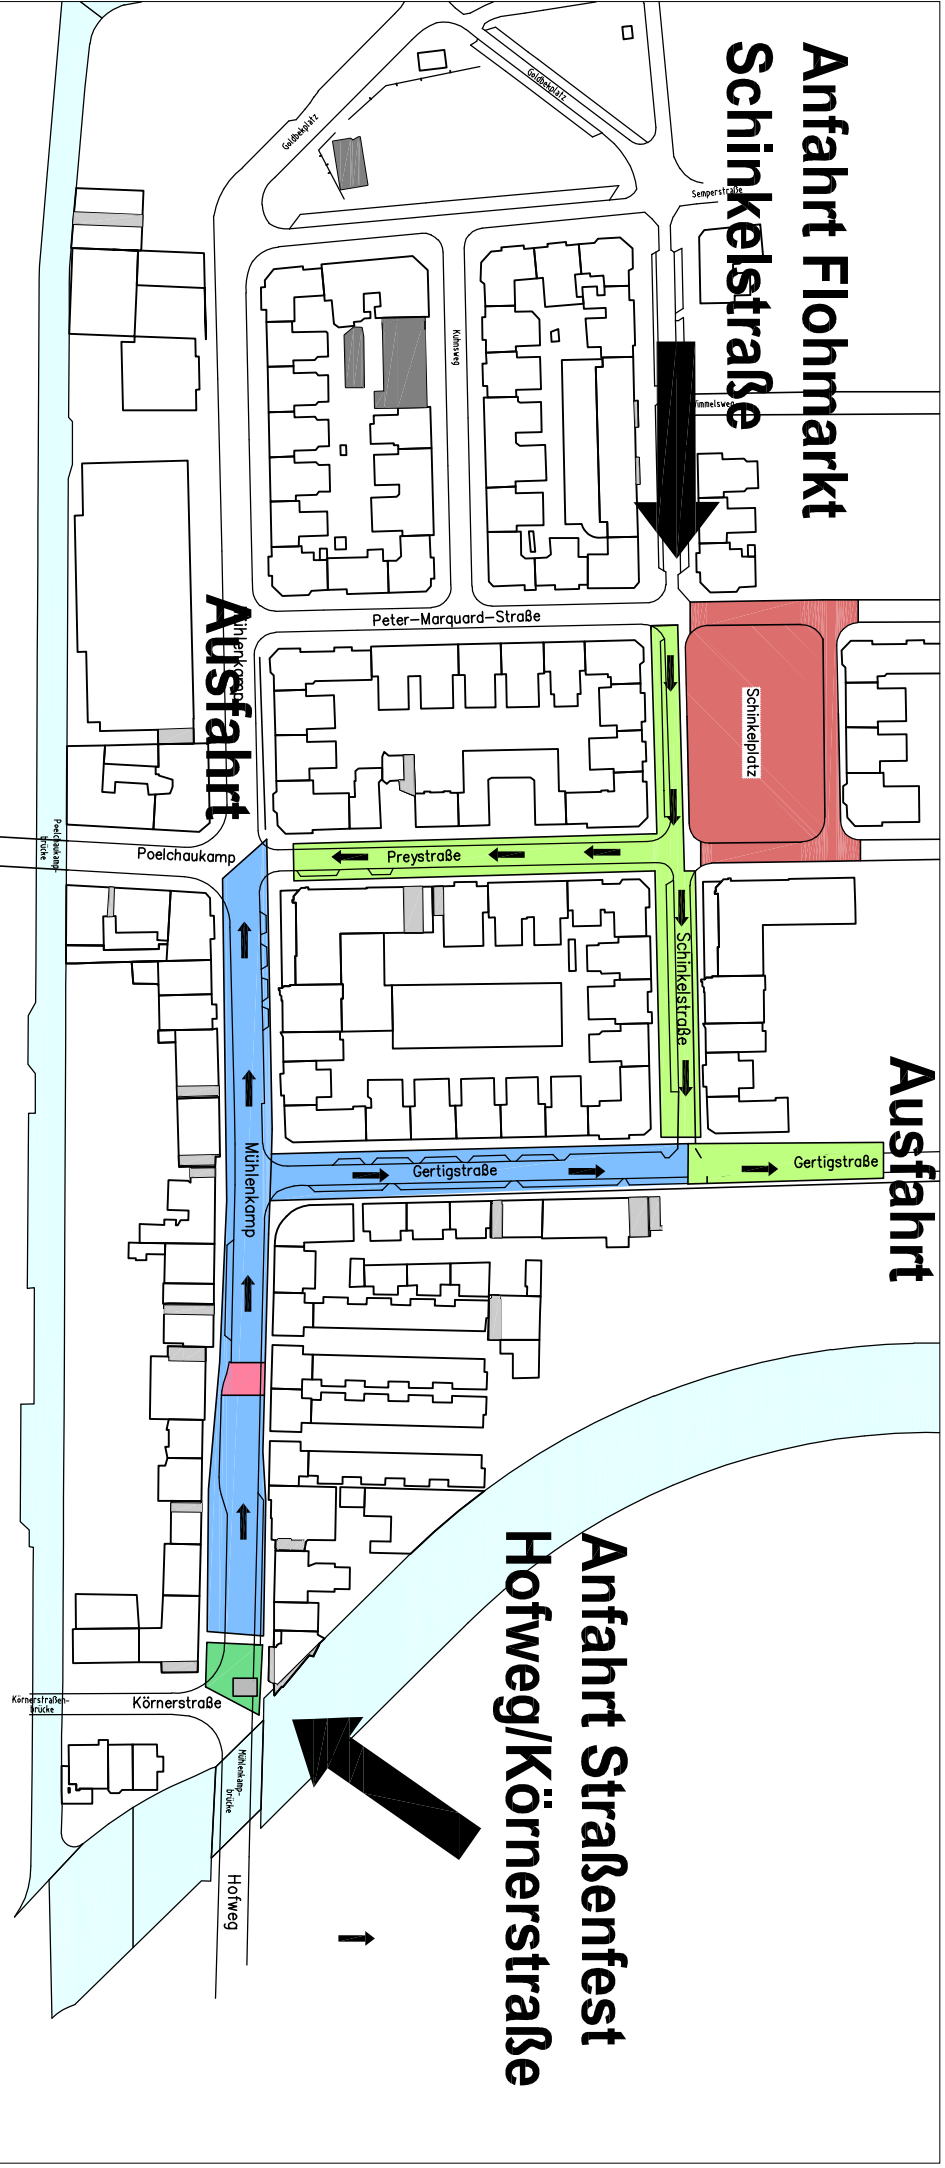 Anfahrt Flohmarkt
Schinkelstraße
Goldbekplatz
Goldbekplatz
Semperstraße
Kuhnsweg
Peter-Marquard-Straße
Ausfahrt
Schinkelplatz
Poelchaukamp-
brücke
Poelchaukamp
Preystraße
Schinkelstraße
Ausfahrt
Gertigstraße
Gertigstraße
Mühlenkamp
Anfahrt Straßenfest
Hofweg/Körnerstraße
Körnerstraßen-
brücke
Körnerstraße
Mühlenkamp-
brücke
Hofweg